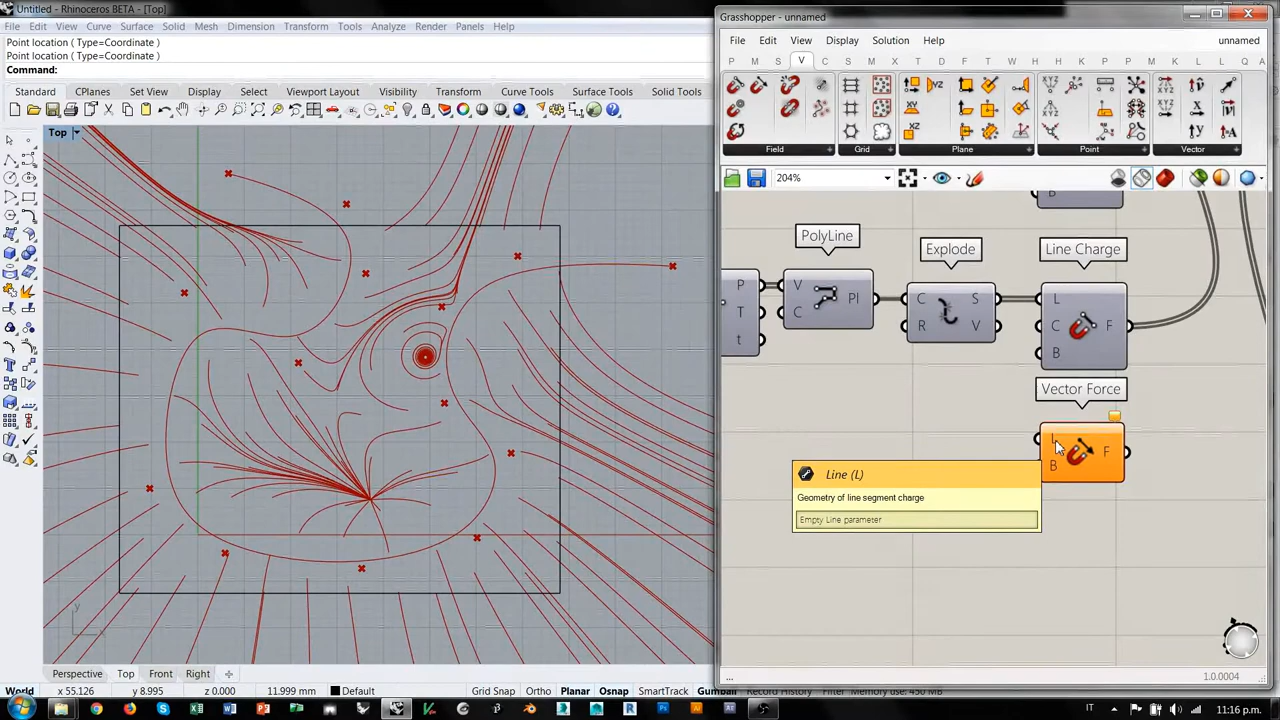 Untitled - Rhinoceros BETA - [Top]
File Edit View Curve Surface Solid Mesh Dimension Transform Tools Analyze Render Panels Help
Point location ( Type=Coordinate )
Point location ( Type=Coordinate )
Command:
Standard CPlanes Set View Display Select Viewport Layout Visibility Transform Curve Tools Surface Tools Solid Tools
Top
y
x
Perspective Top Front Right
World x 55.126 y 8.995 z 0.000 11.999 mm Default Grid Snap Ortho Planar Osnap SmartTrack Gumball Record History Filter Memory use: 450 MB
Grasshopper - unnamed
File Edit View Display Solution Help unnamed
P M S V C S M X T D W H K K P L L L V Q A
Field Grid Plane Point Vector
204%
B
PolyLine
Explode
Line Charge
P V Pl C S L
T C R V C F
t B
Vector Force
L F
B
Line (L)
Geometry of line segment charge
Empty Line parameter
...
1.0.0004
IT 11:16 p.m.